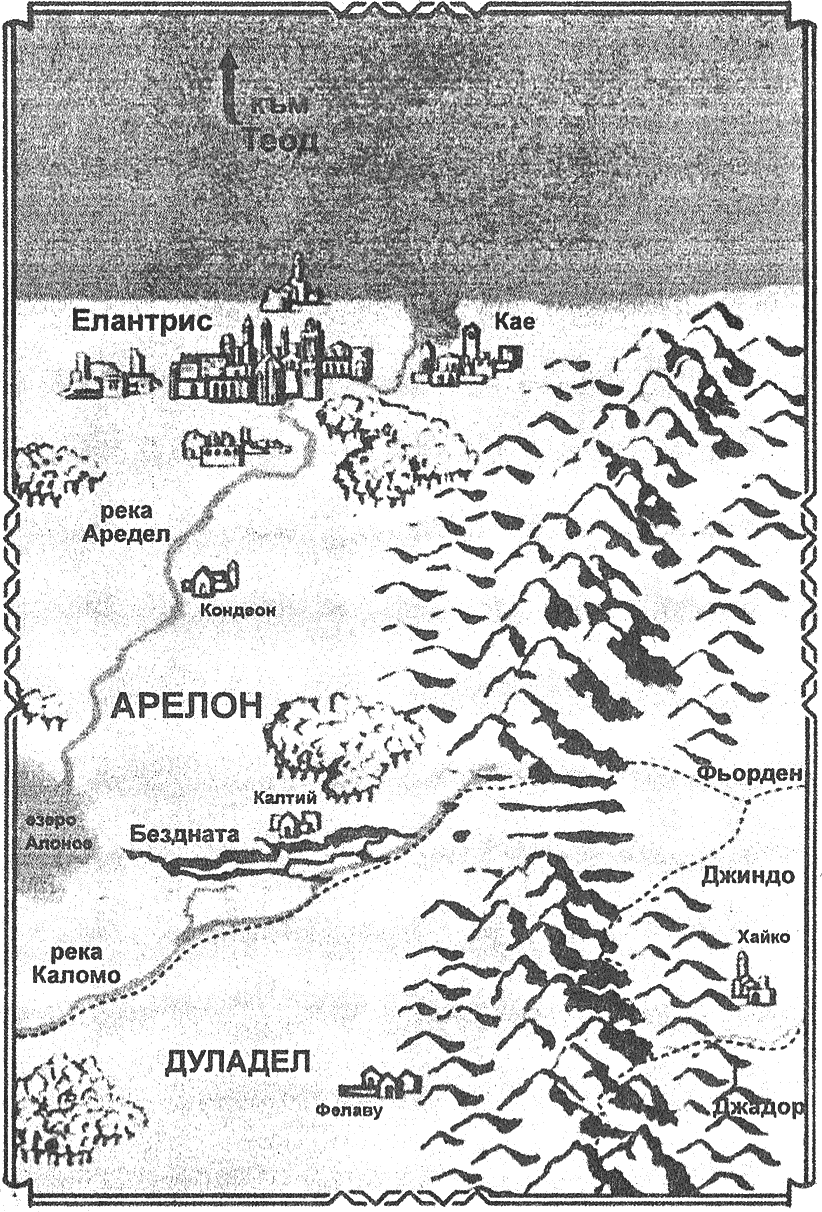 към
Теод
Елантрис
Кае
река
Аредел
Кондеон
АРЕЛОН
Фьорден
Калтий
езеро
Алоное
Бездната
Джиндо
Хайко
река
Каломо
ДУЛАДЕЛ
Фелаву
Джадор